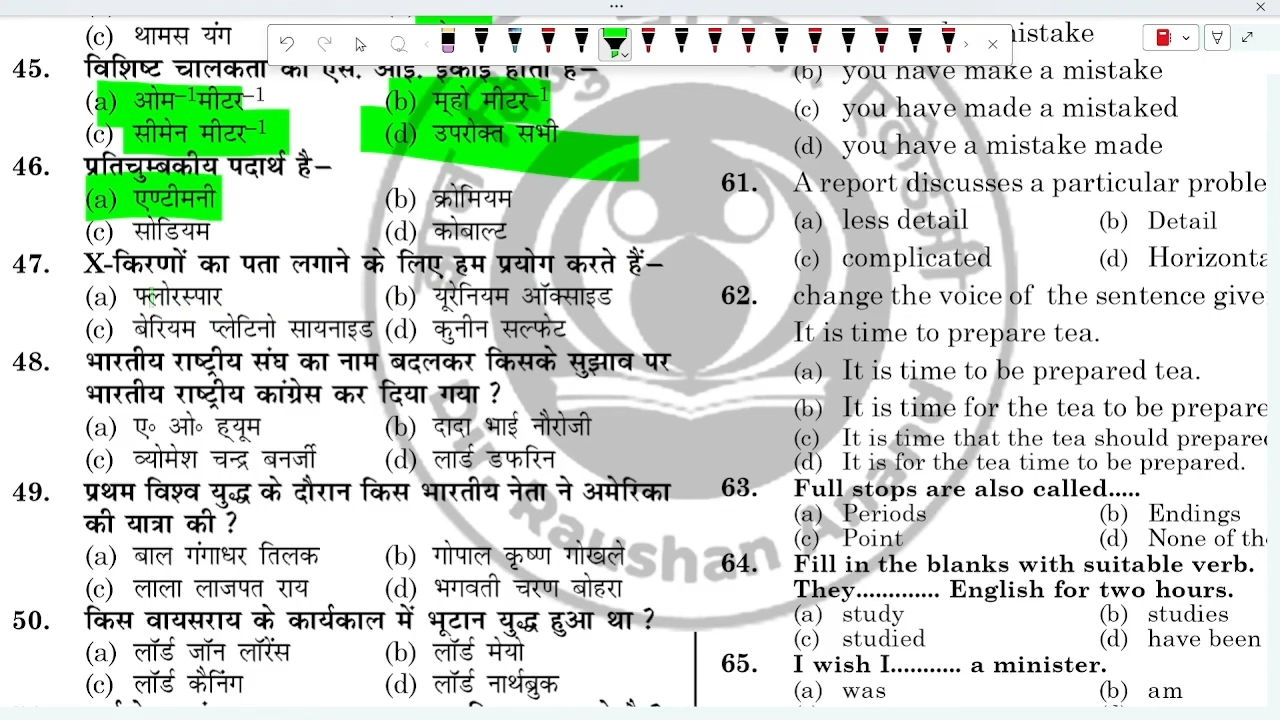 (c) थामस यंग
45. विशिष्ट चालकता की एस. आई. इकाई होती है–
(a) ओम–1मीटर–1 (b) म्हो मीटर–1
(c) सीमेन मीटर–1 (d) उपरोक्त सभी
46. प्रतिचुम्बकीय पदार्थ है–
(a) एण्टीमनी (b) क्रोमियम
(c) सोडियम (d) कोबाल्ट
47. X-किरणों का पता लगाने के लिए हम प्रयोग करते हैं–
(a) फ्लोरस्पार (b) यूरेनियम ऑक्साइड
(c) बेरियम प्लेटिनो सायनाइड (d) कुनीन सल्फेट
48. भारतीय राष्ट्रीय संघ का नाम बदलकर किसके सुझाव पर
भारतीय राष्ट्रीय कांग्रेस कर दिया गया ?
(a) ए॰ ओ॰ ह्यूम (b) दादा भाई नौरोजी
(c) व्योमेश चन्द्र बनर्जी (d) लार्ड डफरिन
49. प्रथम विश्व युद्ध के दौरान किस भारतीय नेता ने अमेरिका
की यात्रा की ?
(a) बाल गंगाधर तिलक (b) गोपाल कृष्ण गोखले
(c) लाला लाजपत राय (d) भगवती चरण बोहरा
50. किस वायसराय के कार्यकाल में भूटान युद्ध हुआ था ?
(a) लॉर्ड जॉन लॉरेंस (b) लॉर्ड मेयो
(c) लॉर्ड कैनिंग (d) लॉर्ड नार्थब्रुक
mistake
(b) you have make a mistake
(c) you have made a mistaked
(d) you have a mistake made
61. A report discusses a particular proble
(a) less detail (b) Detail
(c) complicated (d) Horizonta
62. change the voice of the sentence give
It is time to prepare tea.
(a) It is time to be prepared tea.
(b) It is time for the tea to be prepare
(c) It is time that the tea should prepare
(d) It is for the tea time to be prepared.
63. Full stops are also called.....
(a) Periods (b) Endings
(c) Point (d) None of th
64. Fill in the blanks with suitable verb.
They............. English for two hours.
(a) study (b) studies
(c) studied (d) have been
65. I wish I........... a minister.
(a) was (b) am
Dr. Raushan Anand